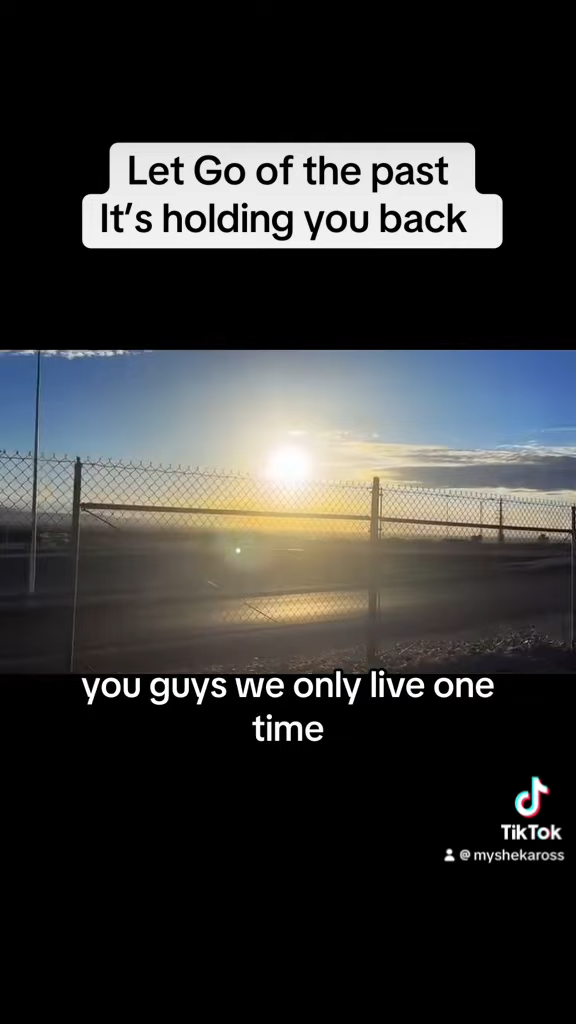 Let Go of the past
It's holding you back
you guys we only live one
time
TikTok
@ myshekaross